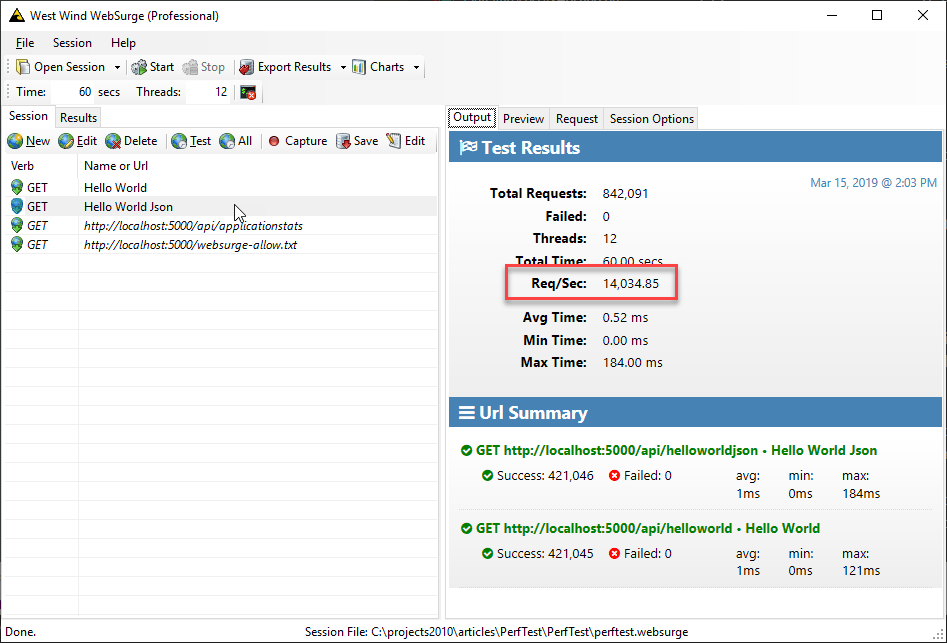 West Wind WebSurge (Professional)
File Session Help
Open Session Start Stop Export Results Charts
Time: 60 secs Threads: 12
Session Results
New Edit Delete Test All Capture Save Edit
Verb Name or Url
GET Hello World
GET Hello World Json
GET http://localhost:5000/api/applicationstats
GET http://localhost:5000/websurge-allow.txt
Output Preview Request Session Options
Test Results
Mar 15, 2019 @ 2:03 PM
Total Requests: 842,091
Failed: 0
Threads: 12
Total Time: 60.00 secs
Req/Sec: 14,034.85
Avg Time: 0.52 ms
Min Time: 0.00 ms
Max Time: 184.00 ms
Url Summary
GET http://localhost:5000/api/helloworldjson • Hello World Json
Success: 421,046 Failed: 0 avg: min: max:
1ms 0ms 184ms
GET http://localhost:5000/api/helloworld • Hello World
Success: 421,045 Failed: 0 avg: min: max:
1ms 0ms 121ms
Done. Session File: C:\projects2010\articles\PerfTest\PerfTest\perftest.websurge